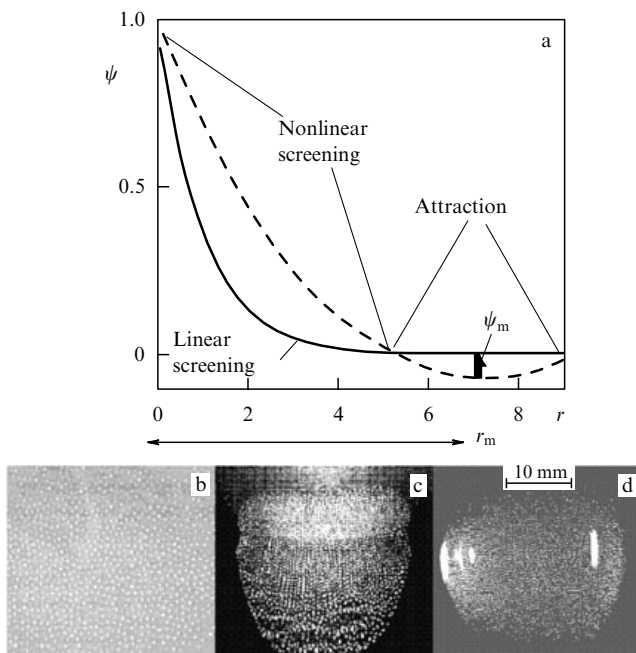 1.0
a
ψ
Nonlinear
screening
0.5
Attraction
ψm
Linear
screening
0
0 2 4 6 8 r
rm
b
c
d
10 mm